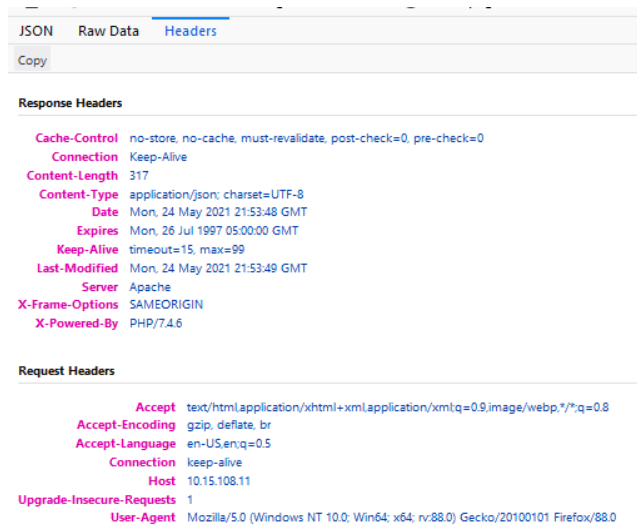 JSON Raw Data Headers
Copy
Response Headers
Cache-Control no-store, no-cache, must-revalidate, post-check=0, pre-check=0
Connection Keep-Alive
Content-Length 317
Content-Type application/json; charset=UTF-8
Date Mon, 24 May 2021 21:53:48 GMT
Expires Mon, 26 Jul 1997 05:00:00 GMT
Keep-Alive timeout=15, max=99
Last-Modified Mon, 24 May 2021 21:53:49 GMT
Server Apache
X-Frame-Options SAMEORIGIN
X-Powered-By PHP/7.4.6
Request Headers
Accept text/html,application/xhtml+xml,application/xml;q=0.9,image/webp,*/*;q=0.8
Accept-Encoding gzip, deflate, br
Accept-Language en-US,en;q=0.5
Connection keep-alive
Host 10.15.108.11
Upgrade-Insecure-Requests 1
User-Agent Mozilla/5.0 (Windows NT 10.0; Win64; x64; rv:88.0) Gecko/20100101 Firefox/88.0